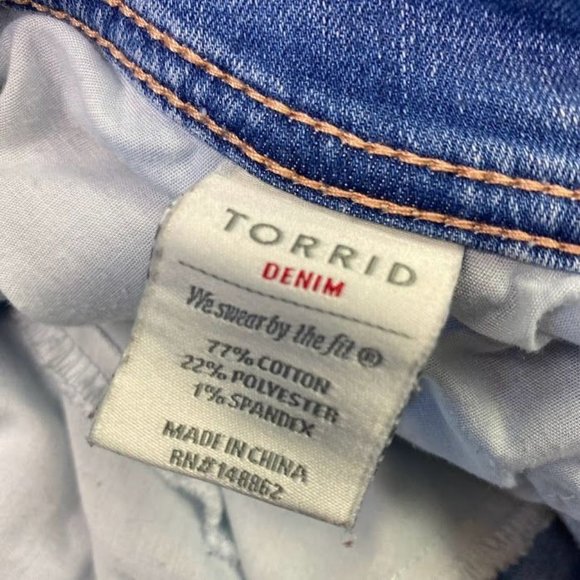 TORRID
DENIM
We swear by the fit ®
77% COTTON
22% POLYESTER
1% SPANDEX
MADE IN CHINA
RN# 148862